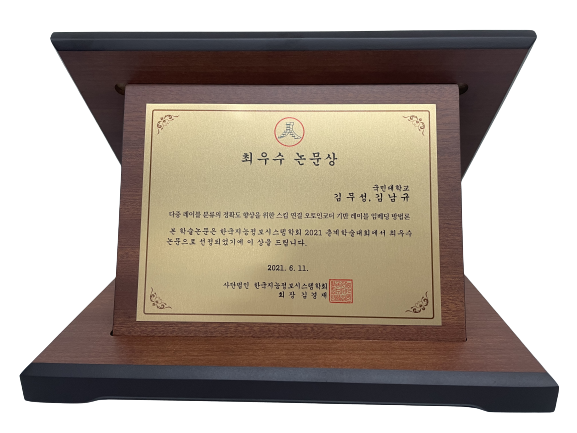 최우수 논문상
국민대학교
김무성, 김남규
다중 레이블 분류의 정확도 향상을 위한 스킵 연결 오토인코더 기반 레이블 임베딩 방법론
본 학술논문은 한국지능정보시스템학회 2021 춘계학술대회에서 최우수
논문으로 선정되었기에 이 상을 드립니다.
2021. 6. 11.
사단법인 한국지능정보시스템학회
회 장 김 경 재